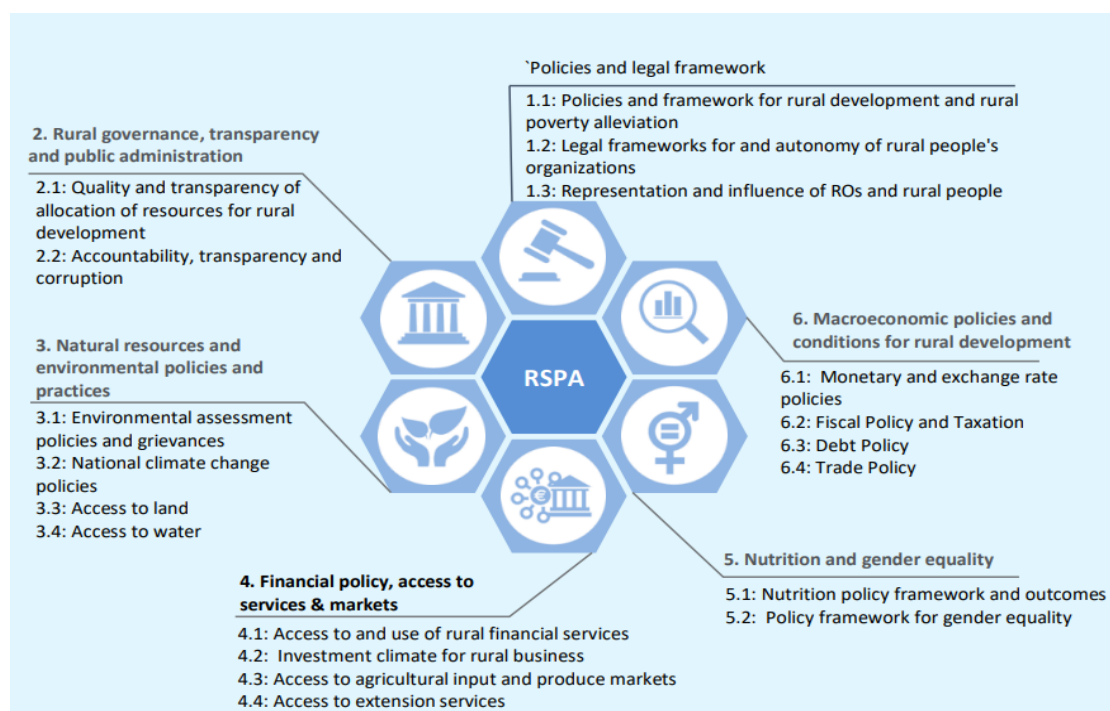 `Policies and legal framework
1.1: Policies and framework for rural development and rural
poverty alleviation
1.2: Legal frameworks for and autonomy of rural people's
organizations
1.3: Representation and influence of ROs and rural people
2. Rural governance, transparency
and public administration
2.1: Quality and transparency of
allocation of resources for rural
development
2.2: Accountability, transparency and
corruption
3. Natural resources and
environmental policies and
practices
3.1: Environmental assessment
policies and grievances
3.2: National climate change
policies
3.3: Access to land
3.4: Access to water
RSPA
€
4. Financial policy, access to
services & markets
4.1: Access to and use of rural financial services
4.2: Investment climate for rural business
4.3: Access to agricultural input and produce markets
4.4: Access to extension services
5. Nutrition and gender equality
5.1: Nutrition policy framework and outcomes
5.2: Policy framework for gender equality
6. Macroeconomic policies and
conditions for rural development
6.1: Monetary and exchange rate
policies
6.2: Fiscal Policy and Taxation
6.3: Debt Policy
6.4: Trade Policy